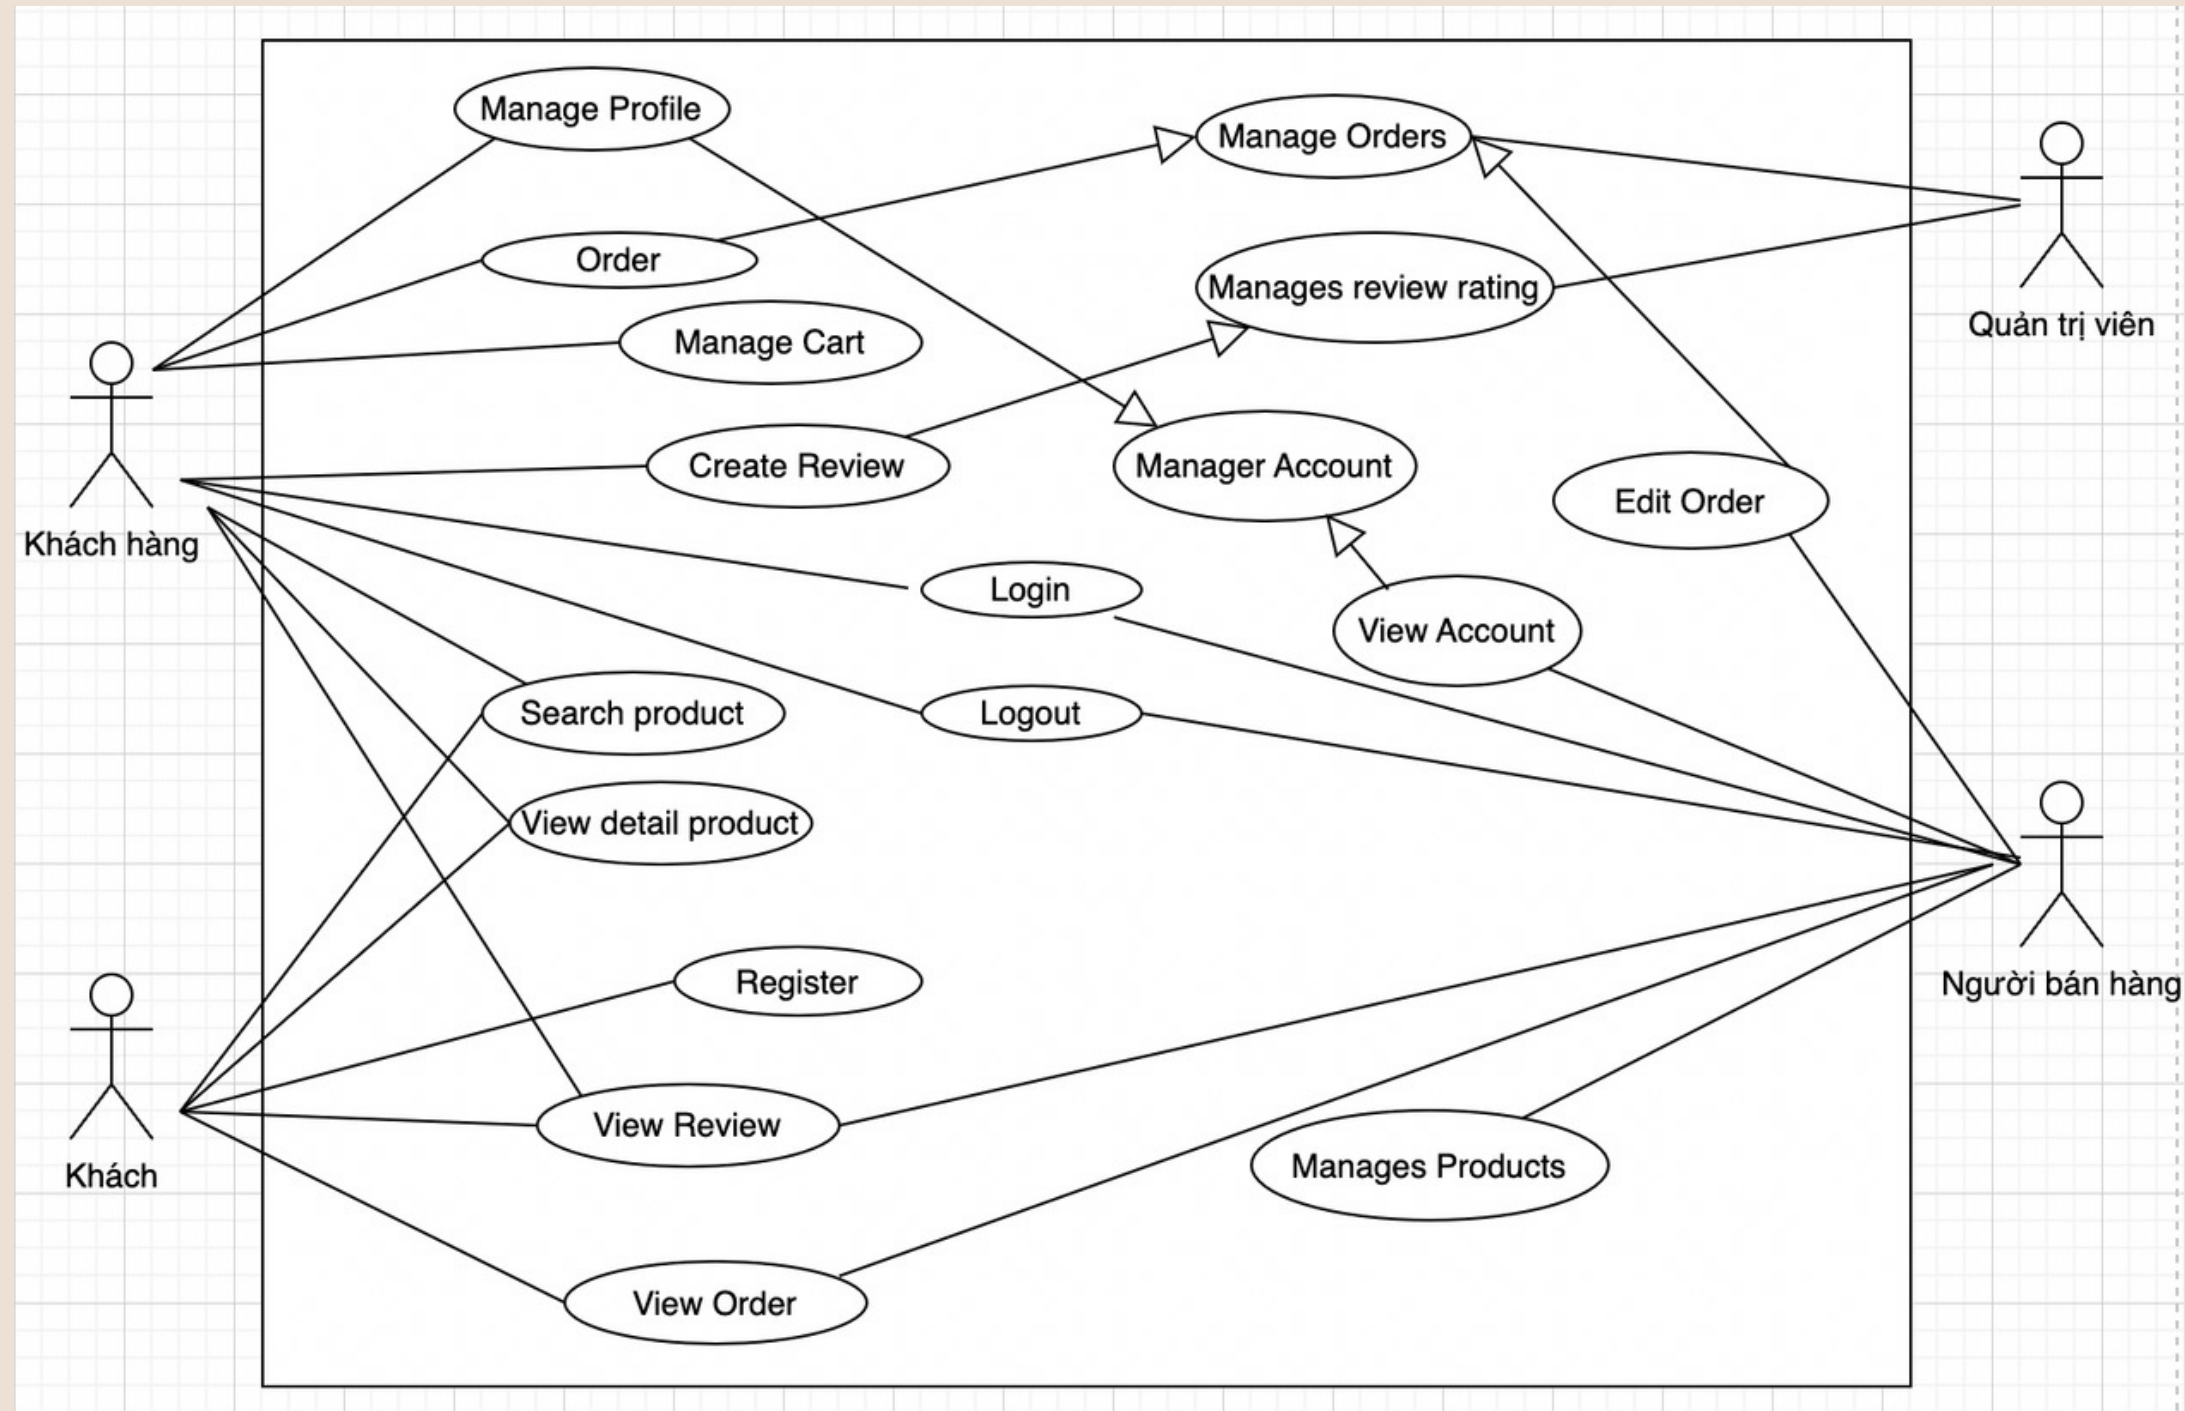 Manage Profile
Manage Orders
Order
Manages review rating
Quản trị viên
Manage Cart
Create Review
Manager Account
Edit Order
Khách hàng
Login
View Account
Search product
Logout
View detail product
Register
Người bán hàng
View Review
Manages Products
Khách
View Order